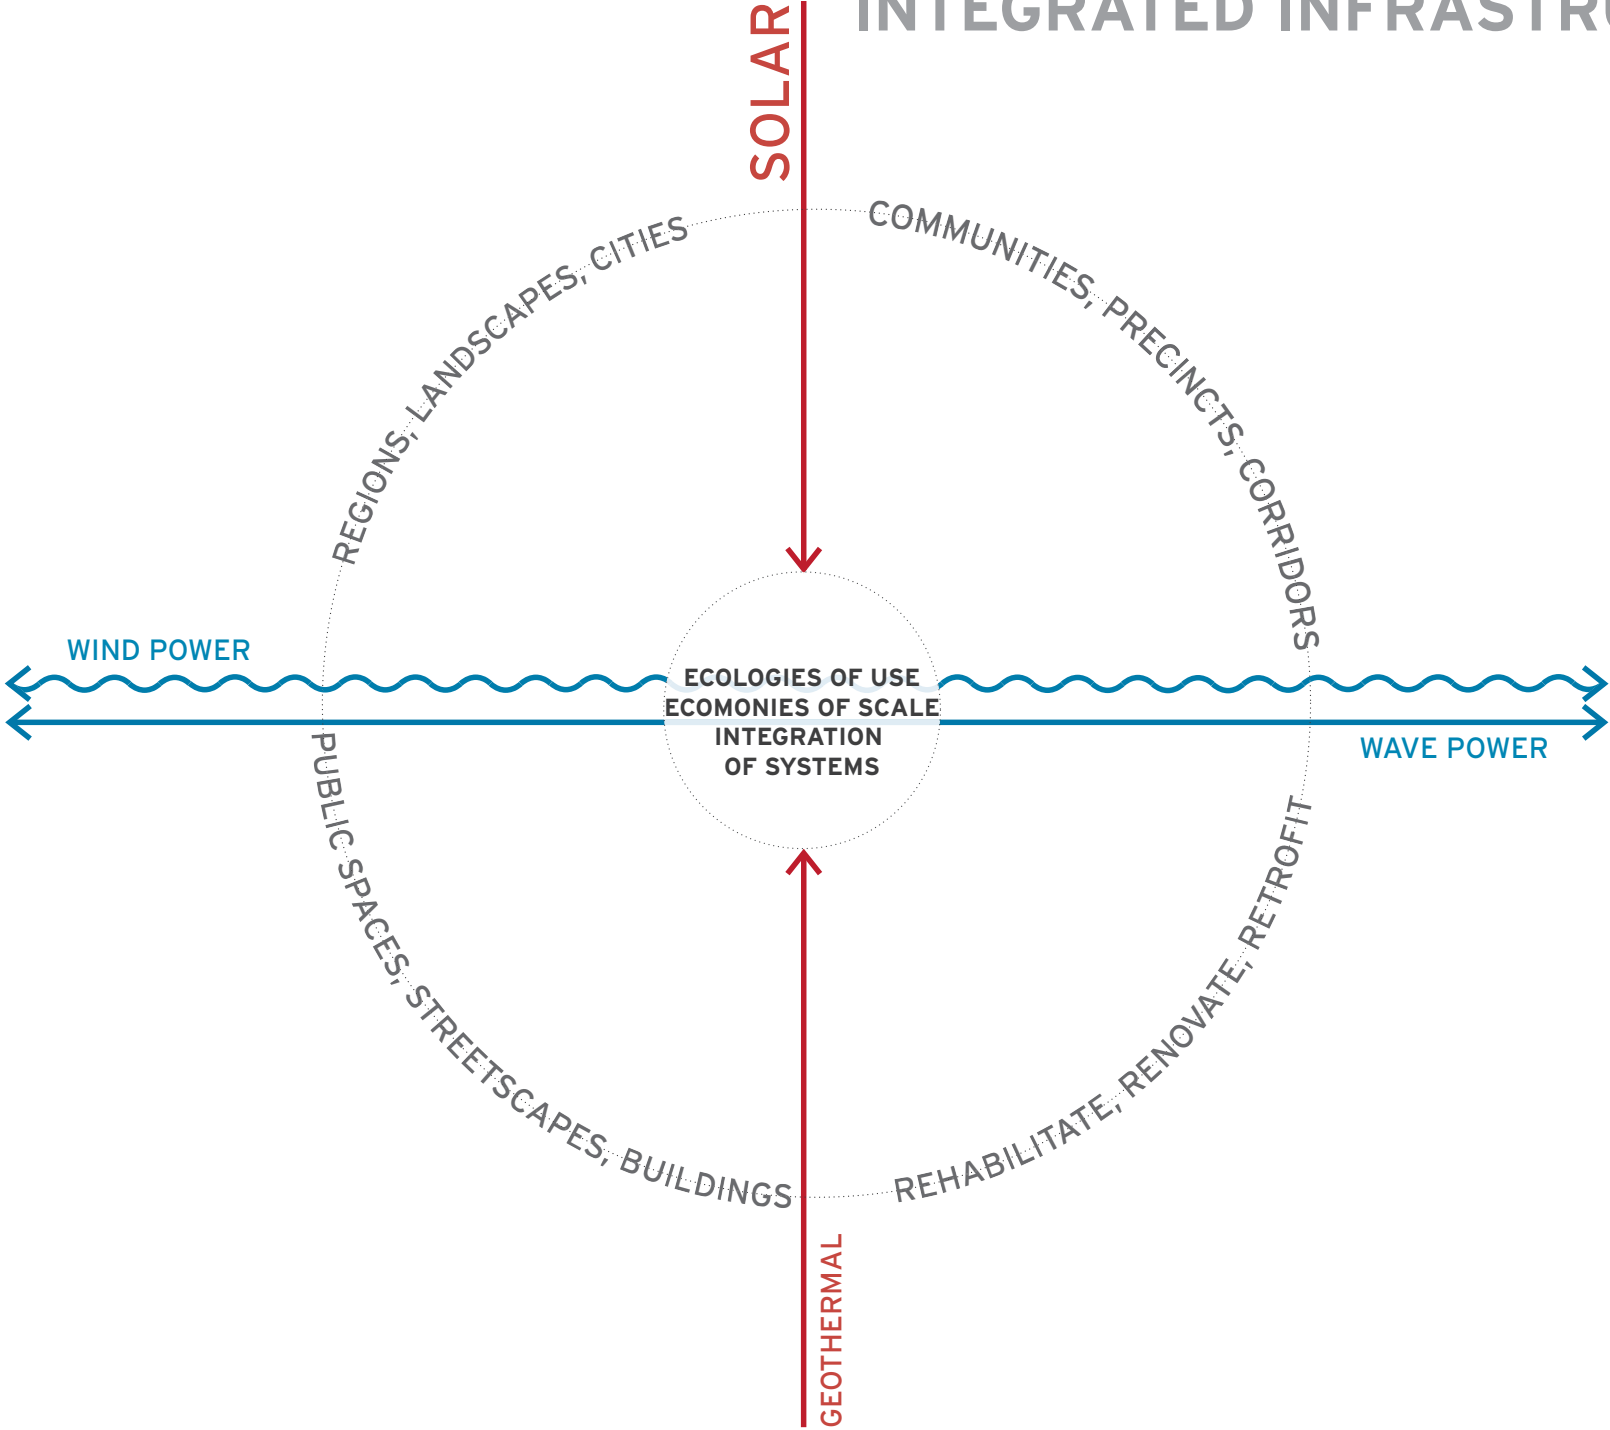 INTEGRATED
SOLAR
REGIONS, LANDSCAPES, CITIES
COMMUNITIES, PRECINCTS, CORRIDORS
WIND POWER
ECOLOGIES OF USE
ECOMONIES OF SCALE
INTEGRATION
OF SYSTEMS
WAVE POWER
PUBLIC SPACES, STREETSCAPES, BUILDINGS
REHABILITATE, RENOVATE, RETROFIT
GEOTHERMAL